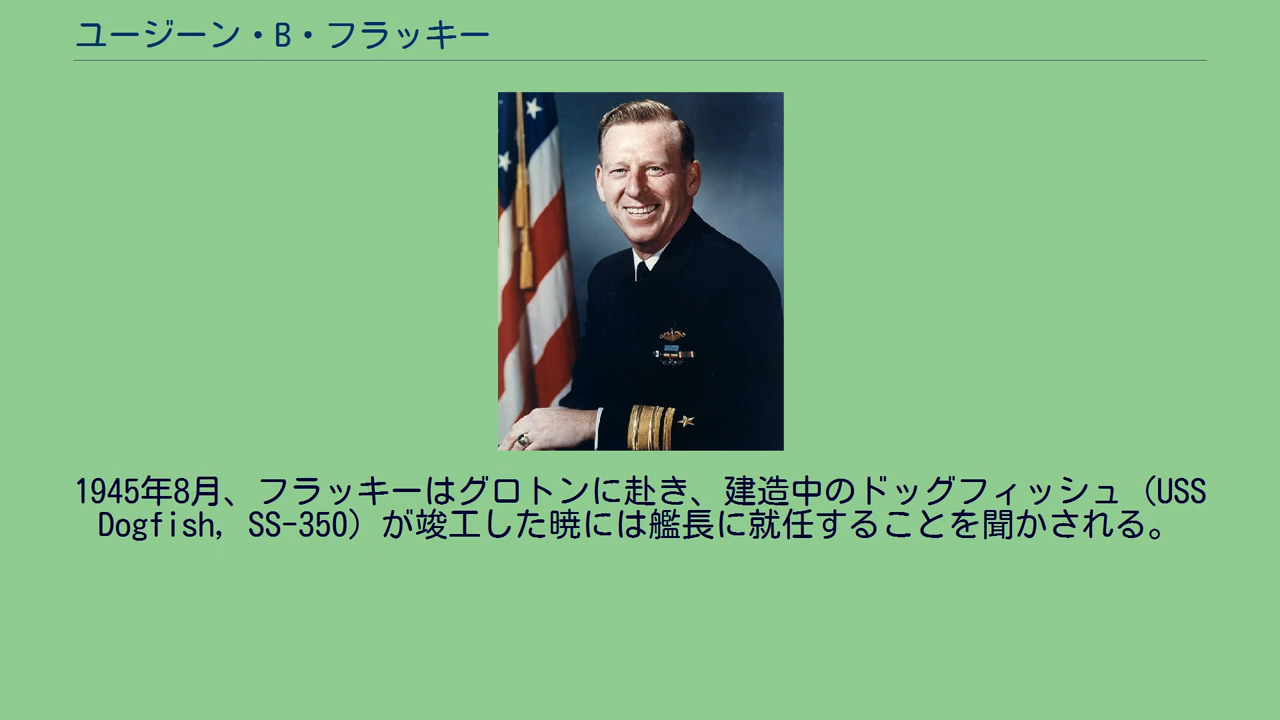 ユージーン・B・フラッキー
1945年8月、フラッキーはグロトンに赴き、建造中のドッグフィッシュ（USS
Dogfish, SS-350）が竣工した暁には艦長に就任することを聞かされる。